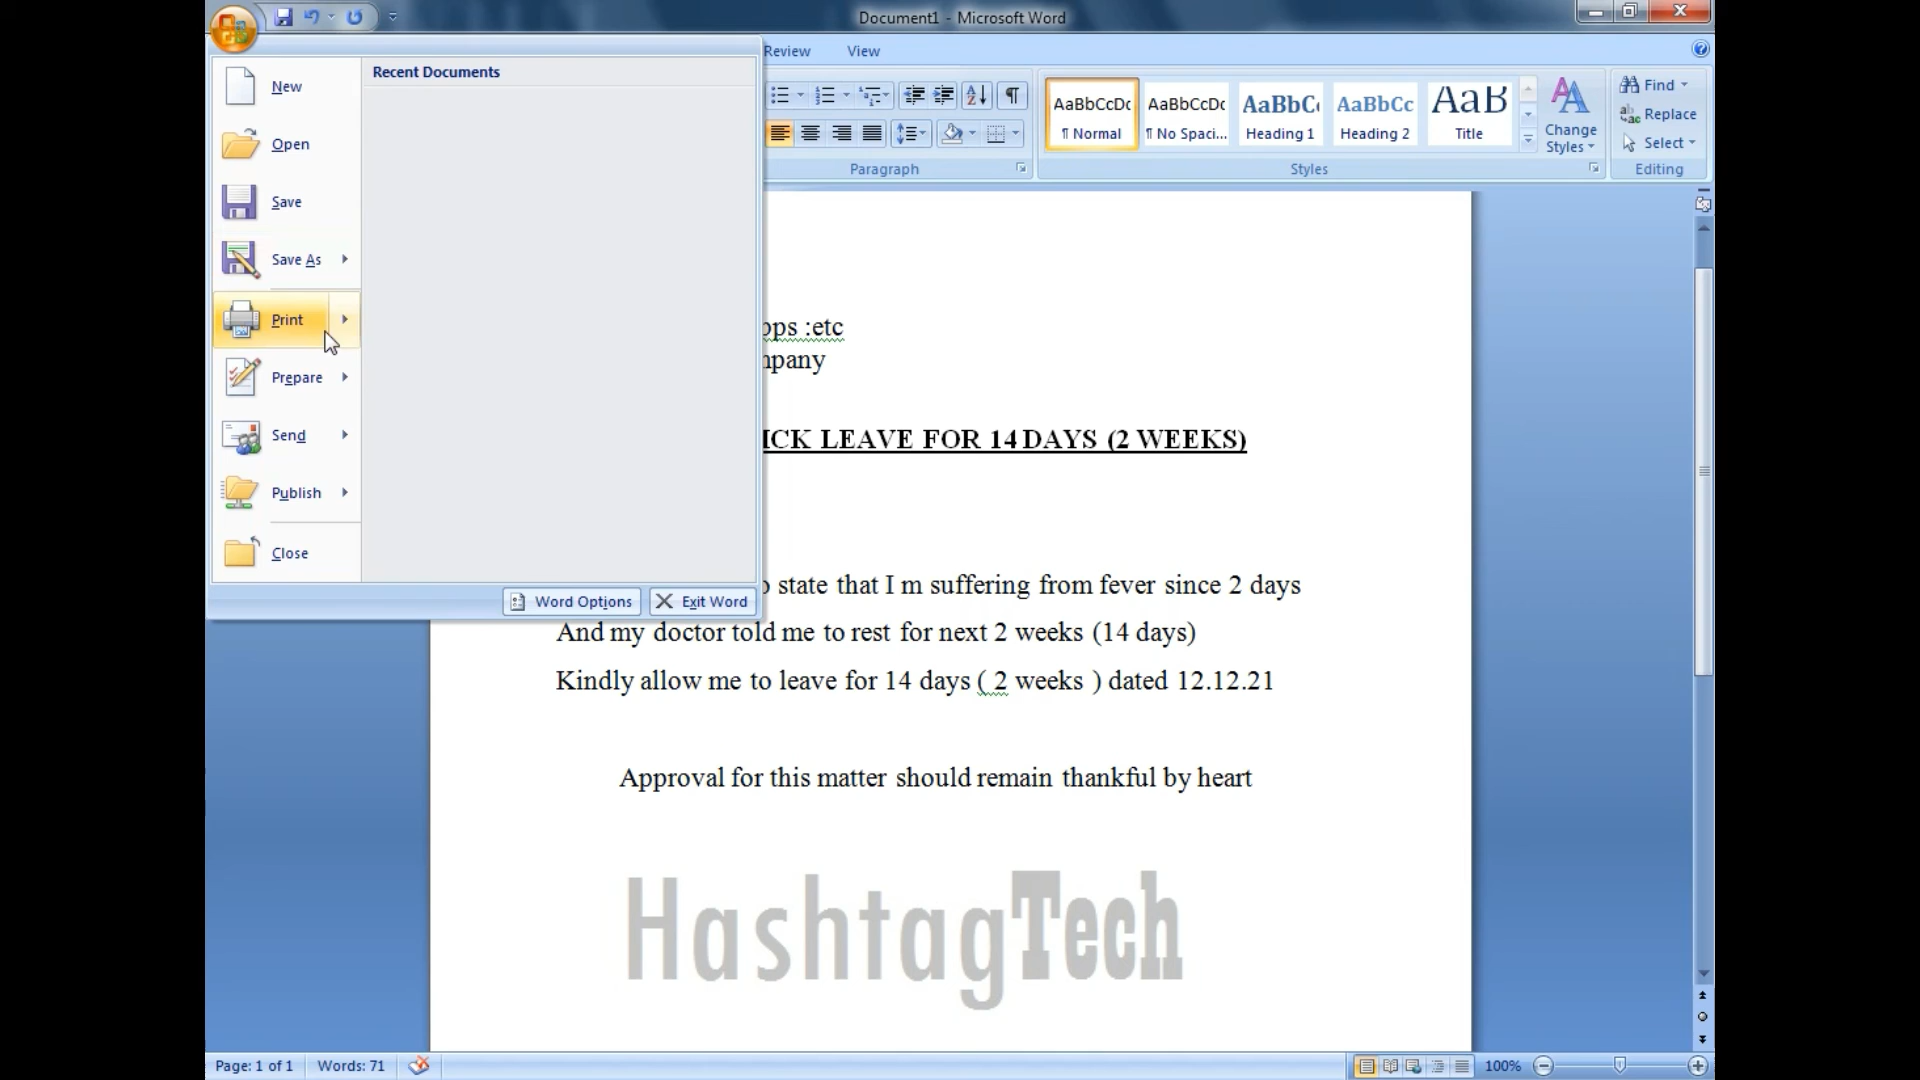 Document1 - Microsoft Word
Review View
New
Open
Save
Save As
Print
Prepare
Send
Publish
Close
Recent Documents
Word Options
Exit Word
AaBbCcDc AaBbCcDc AaBbC AaBbCc AaB
¶ Normal ¶ No Spaci... Heading 1 Heading 2 Title
Change
Styles
Find
Replace
Select
Paragraph Styles Editing
pps :etc
mpany
ICK LEAVE FOR 14 DAYS (2 WEEKS)
o state that I m suffering from fever since 2 days
And my doctor told me to rest for next 2 weeks (14 days)
Kindly allow me to leave for 14 days ( 2 weeks ) dated 12.12.21
Approval for this matter should remain thankful by heart
HashtagTech
Page: 1 of 1 Words: 71 100%